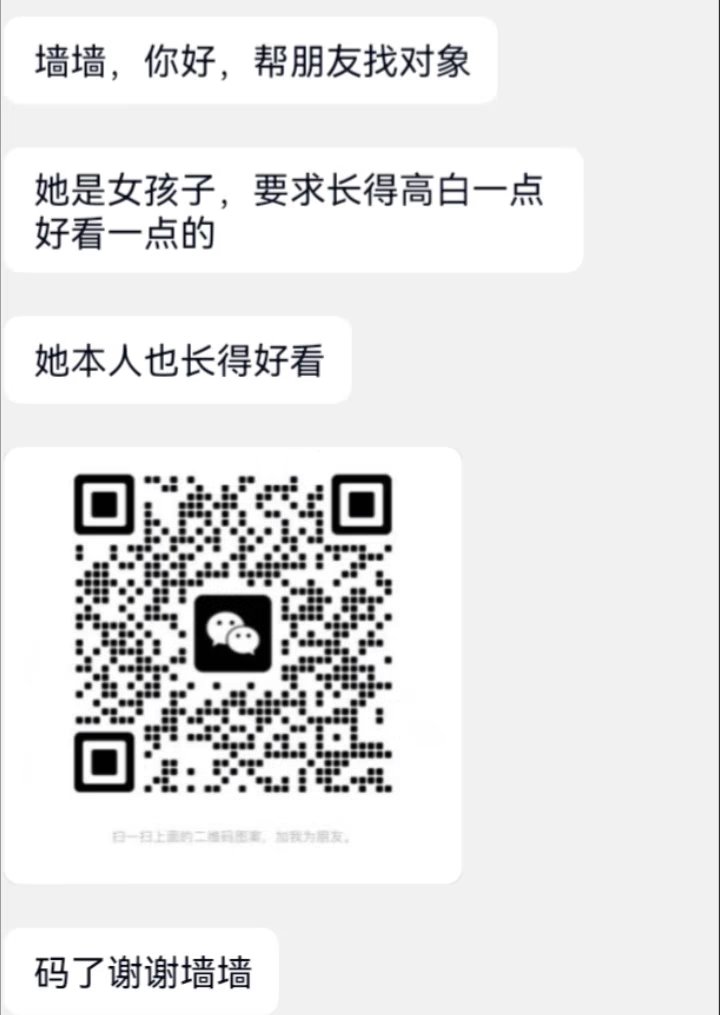 墙墙，你好，帮朋友找对象
她是女孩子，要求长得高白一点
好看一点的
她本人也长得好看
扫一扫上面的二维码图案，加我为朋友。
码了谢谢墙墙